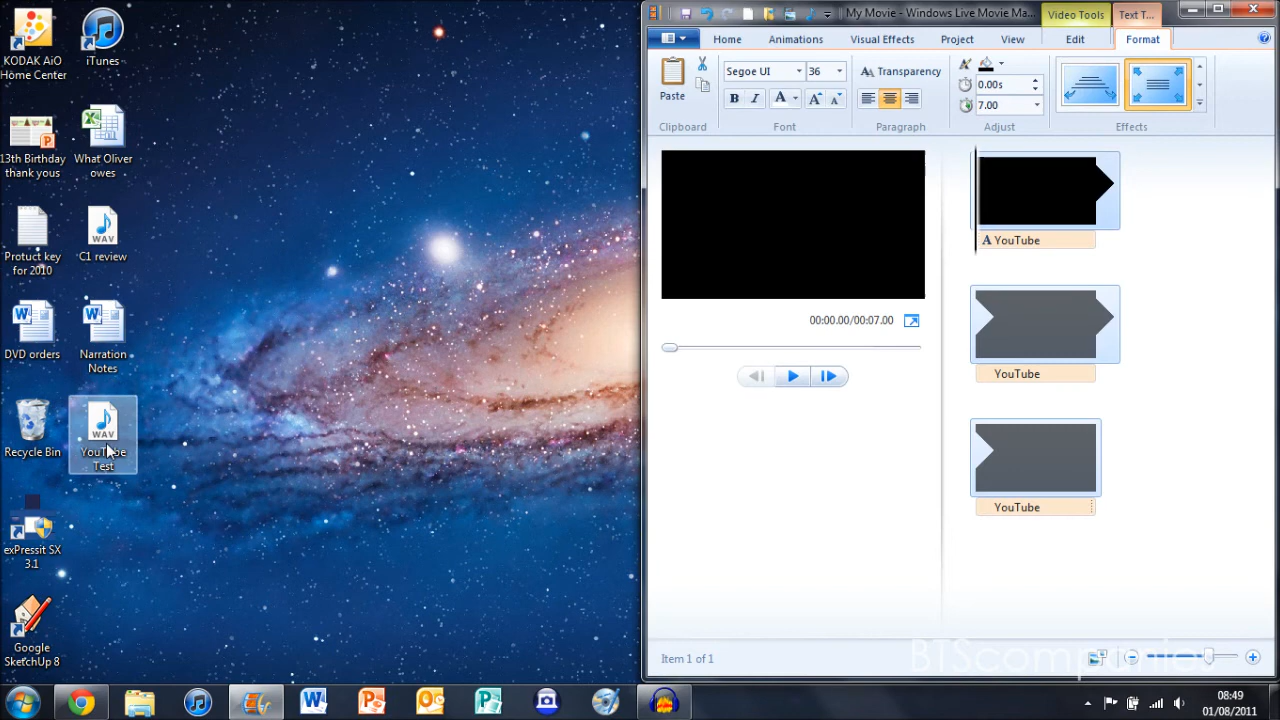 My Movie - Windows Live Movie Ma...
Video Tools
Text T...
Home
Animations
Visual Effects
Project
View
Edit
Format
Paste
Segoe UI
36
Transparency
B
I
A
A
A
0.00s
7.00
Clipboard
Font
Paragraph
Adjust
Effects
KODAK AiO
Home Center
iTunes
13th Birthday
thank yous
What Oliver
owes
Protuct key
for 2010
WAV
C1 review
DVD orders
Narration
Notes
Recycle Bin
WAV
YouTube
Test
exPressit SX
3.1
Google
SketchUp 8
00:00.00/00:07.00
A YouTube
YouTube
YouTube
Item 1 of 1
08:49
01/08/2011